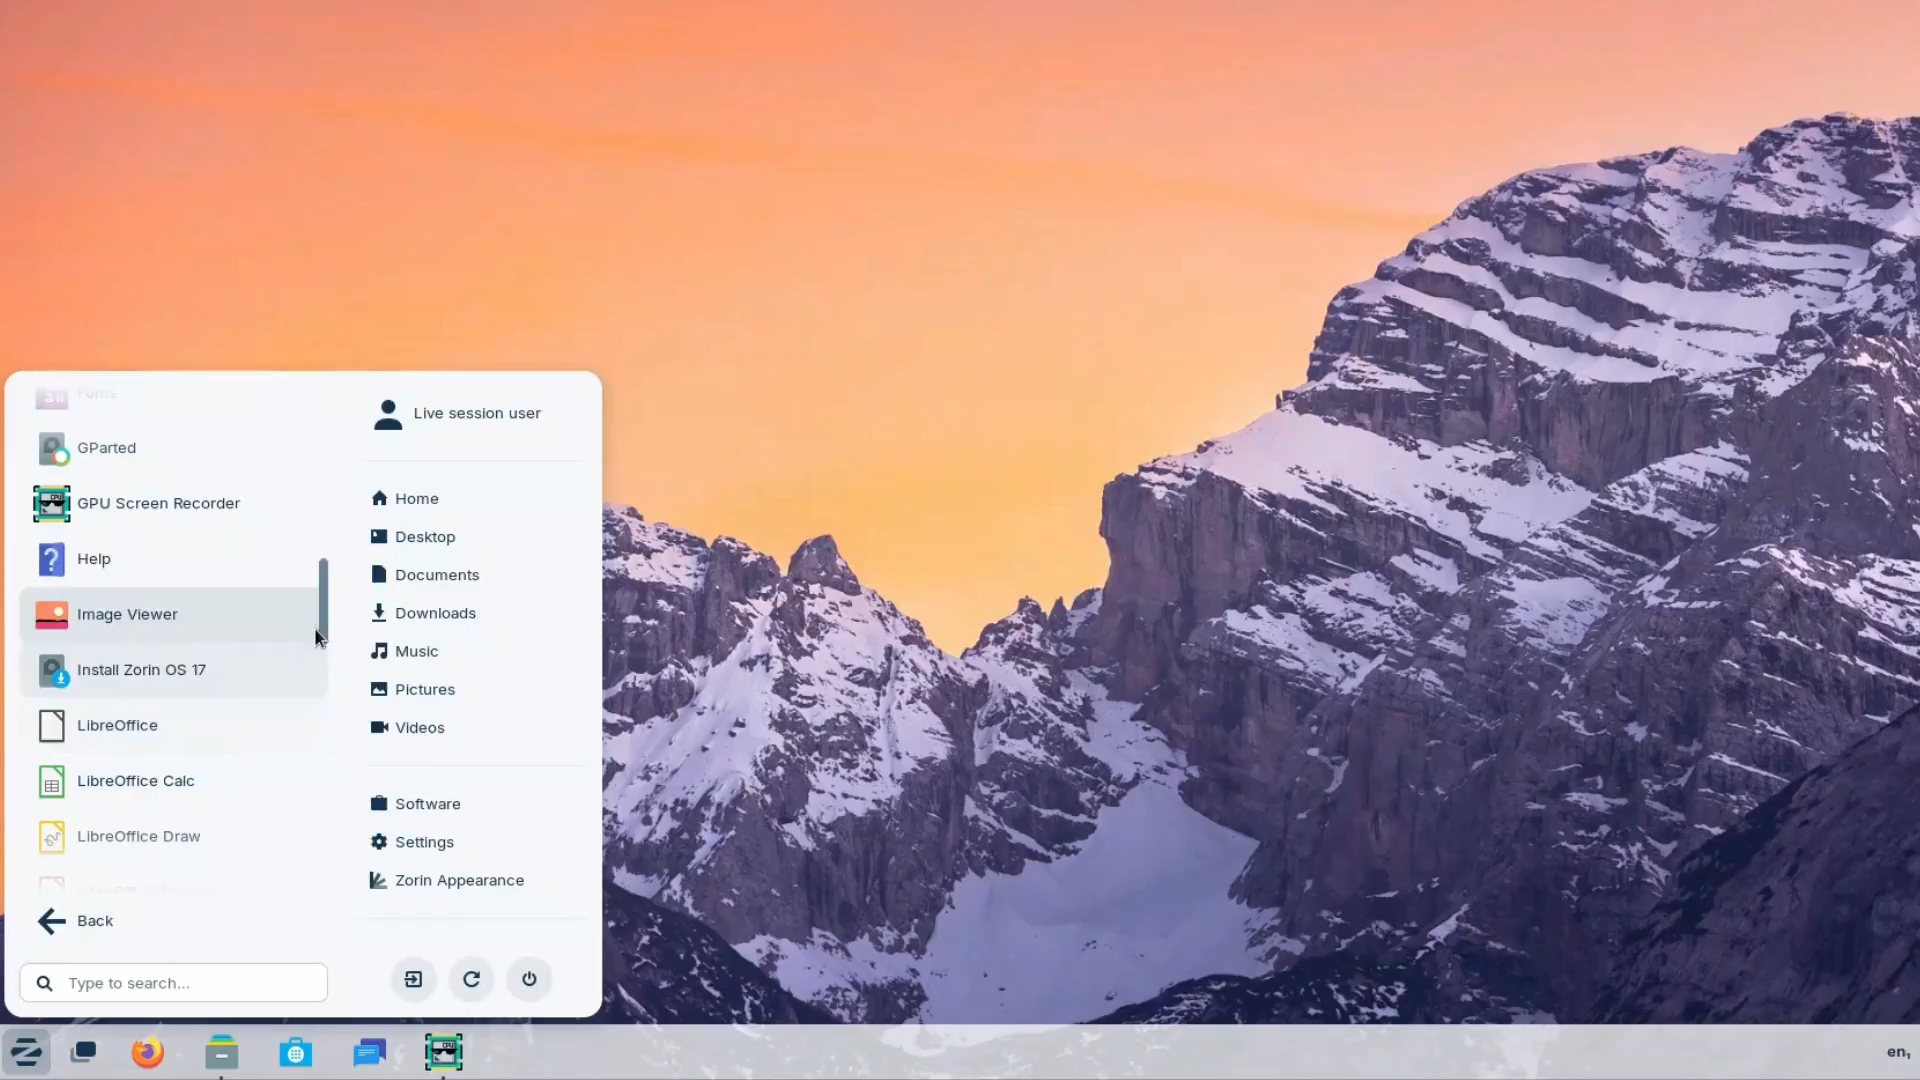 Fonts
GParted
GPU Screen Recorder
Help
Image Viewer
Install Zorin OS 17
LibreOffice
LibreOffice Calc
LibreOffice Draw
Back
Type to search...
Live session user
Home
Desktop
Documents
Downloads
Music
Pictures
Videos
Software
Settings
Zorin Appearance
en₁